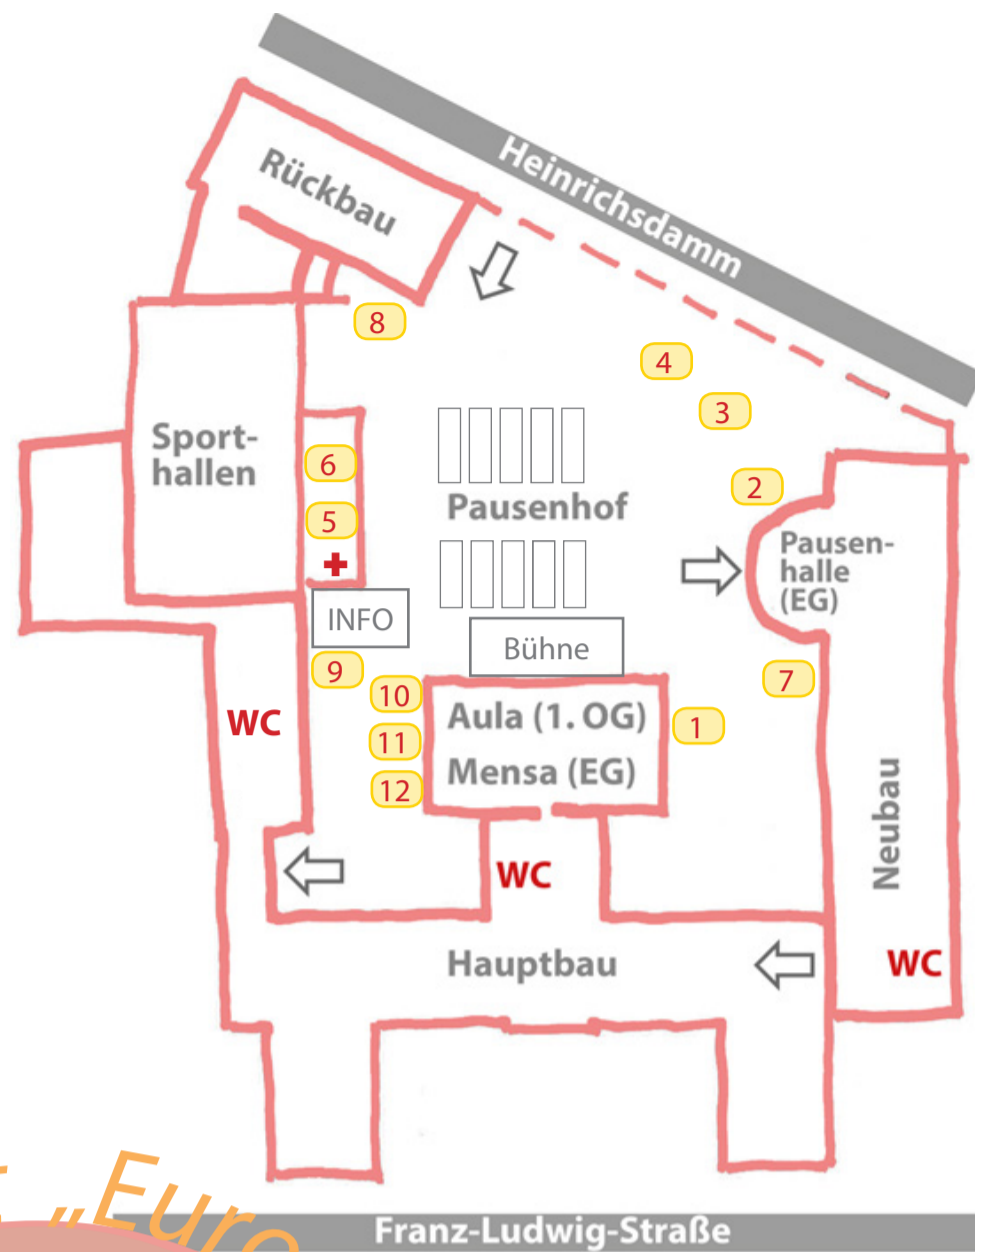 Heinrichsdamm
Rückbau
8
4
3
Sport-
hallen
6
2
5
Pausenhof
Pausen-
halle
(EG)
INFO
Bühne
9
10
7
WC
Aula (1. OG)
1
11
Mensa (EG)
12
Neubau
WC
Hauptbau
WC
„Euro
Franz-Ludwig-Straße